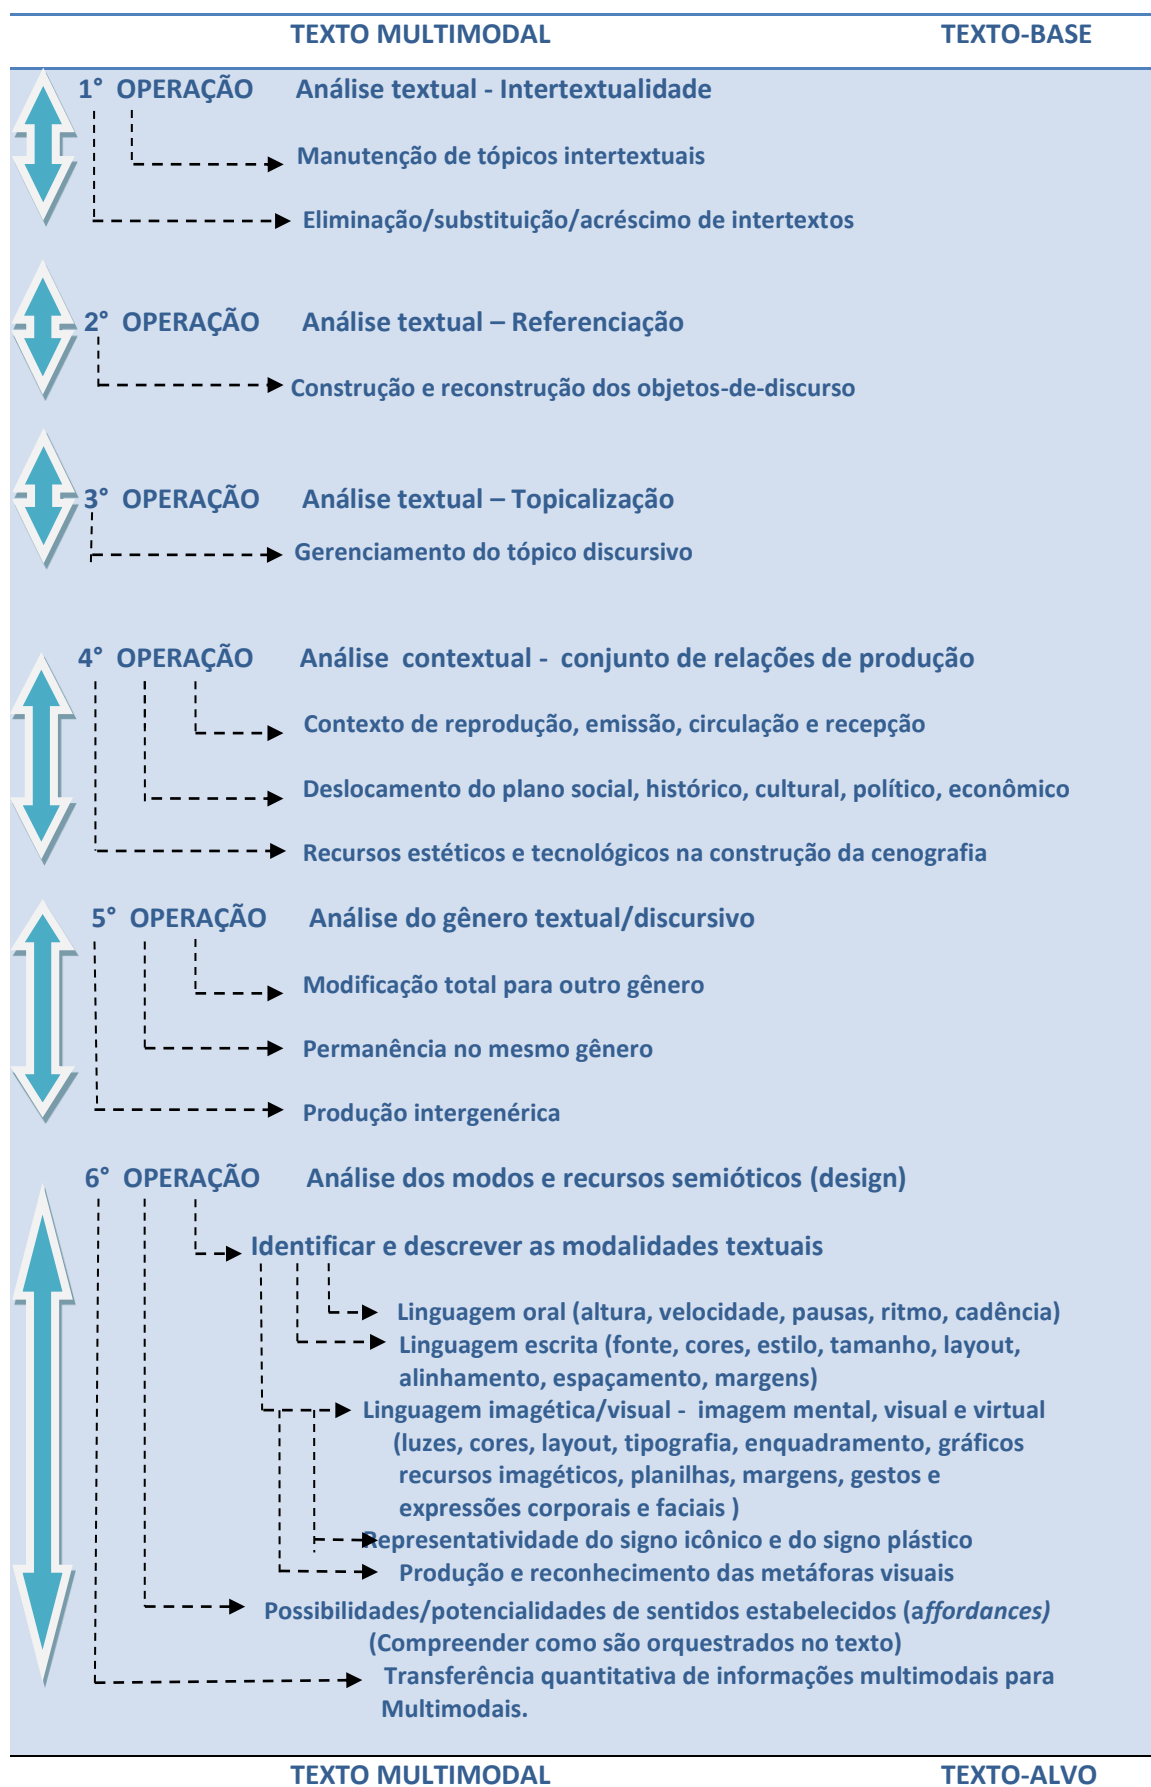 TEXTO MULTIMODAL TEXTO-BASE
1° OPERAÇÃO Análise textual - Intertextualidade
Manutenção de tópicos intertextuais
Eliminação/substituição/acréscimo de intertextos
2° OPERAÇÃO Análise textual – Referenciação
Construção e reconstrução dos objetos-de-discurso
3° OPERAÇÃO Análise textual – Topicalização
Gerenciamento do tópico discursivo
4° OPERAÇÃO Análise contextual - conjunto de relações de produção
Contexto de reprodução, emissão, circulação e recepção
Deslocamento do plano social, histórico, cultural, político, econômico
Recursos estéticos e tecnológicos na construção da cenografia
5° OPERAÇÃO Análise do gênero textual/discursivo
Modificação total para outro gênero
Permanência no mesmo gênero
Produção intergenérica
6° OPERAÇÃO Análise dos modos e recursos semióticos (design)
Identificar e descrever as modalidades textuais
Linguagem oral (altura, velocidade, pausas, ritmo, cadência)
Linguagem escrita (fonte, cores, estilo, tamanho, layout,
alinhamento, espaçamento, margens)
Linguagem imagética/visual - imagem mental, visual e virtual
(luzes, cores, layout, tipografia, enquadramento, gráficos
recursos imagéticos, planilhas, margens, gestos e
expressões corporais e faciais )
Representatividade do signo icônico e do signo plástico
Produção e reconhecimento das metáforas visuais
Possibilidades/potencialidades de sentidos estabelecidos (affordances)
(Compreender como são orquestrados no texto)
Transferência quantitativa de informações multimodais para
Multimodais.
TEXTO MULTIMODAL TEXTO-ALVO